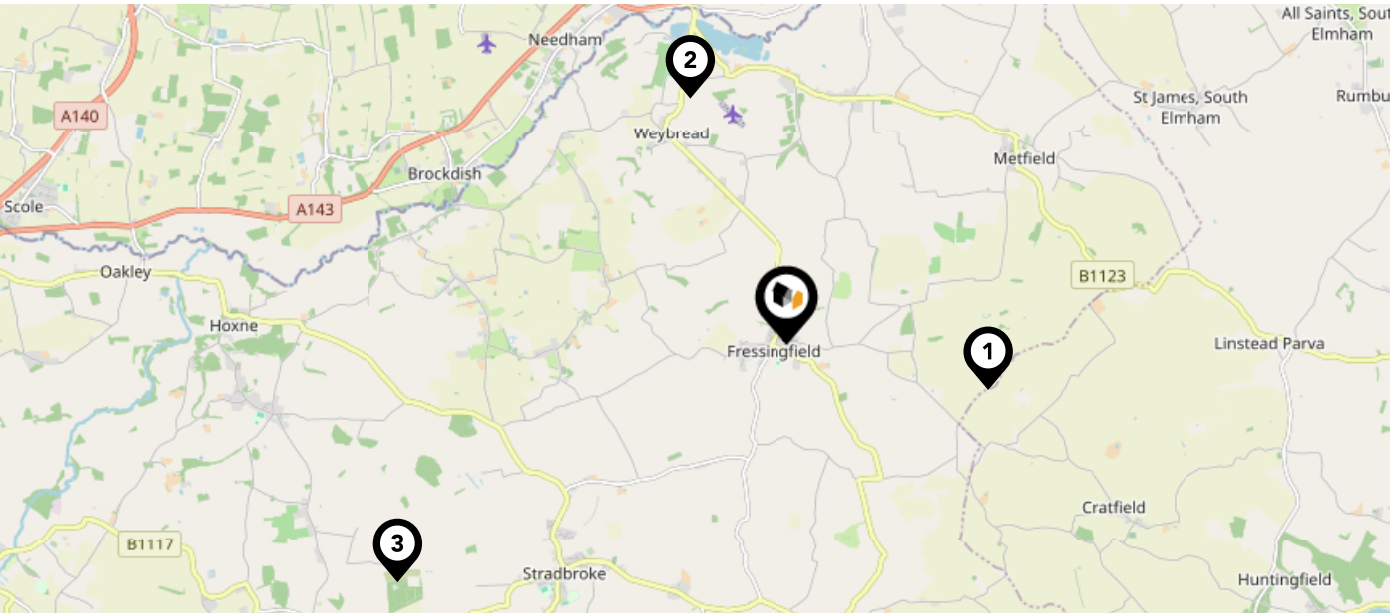 All Saints, Sout
Elmham
Needham
2
St James, South
Elmham
Rumbu
A140
Weybread
Metfield
Brockdish
Scole
A143
Oakley
B1123
Hoxne
Linstead Parva
Fressingfield
1
Cratfield
B1117
3
Stradbroke
Huntingfield